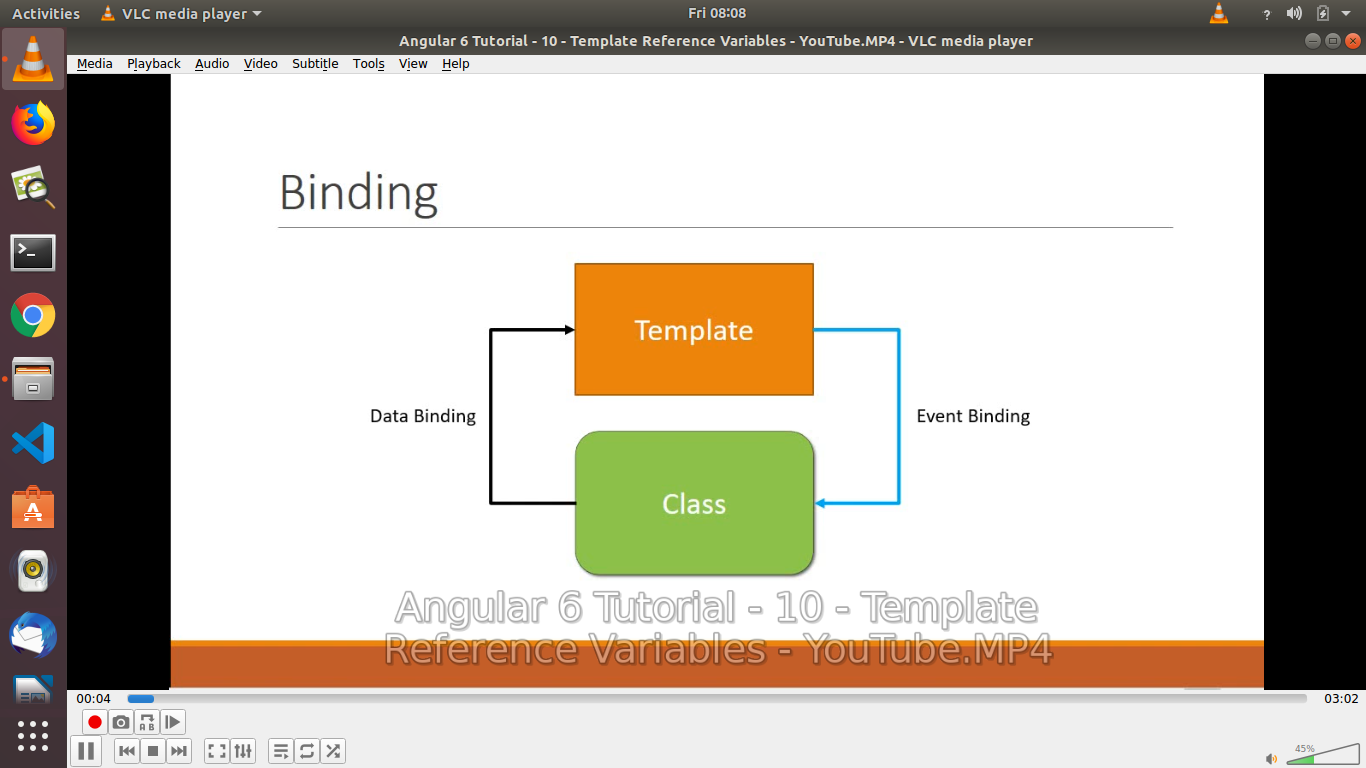 Activities
VLC media player
Fri 08:08
?
Angular 6 Tutorial - 10 - Template Reference Variables - YouTube.MP4 - VLC media player
Media Playback Audio Video Subtitle Tools View Help
Binding
Template
Data Binding
Event Binding
Class
Angular 6 Tutorial - 10 - Template
Reference Variables - YouTube.MP4
00:04
03:02
A B
45%